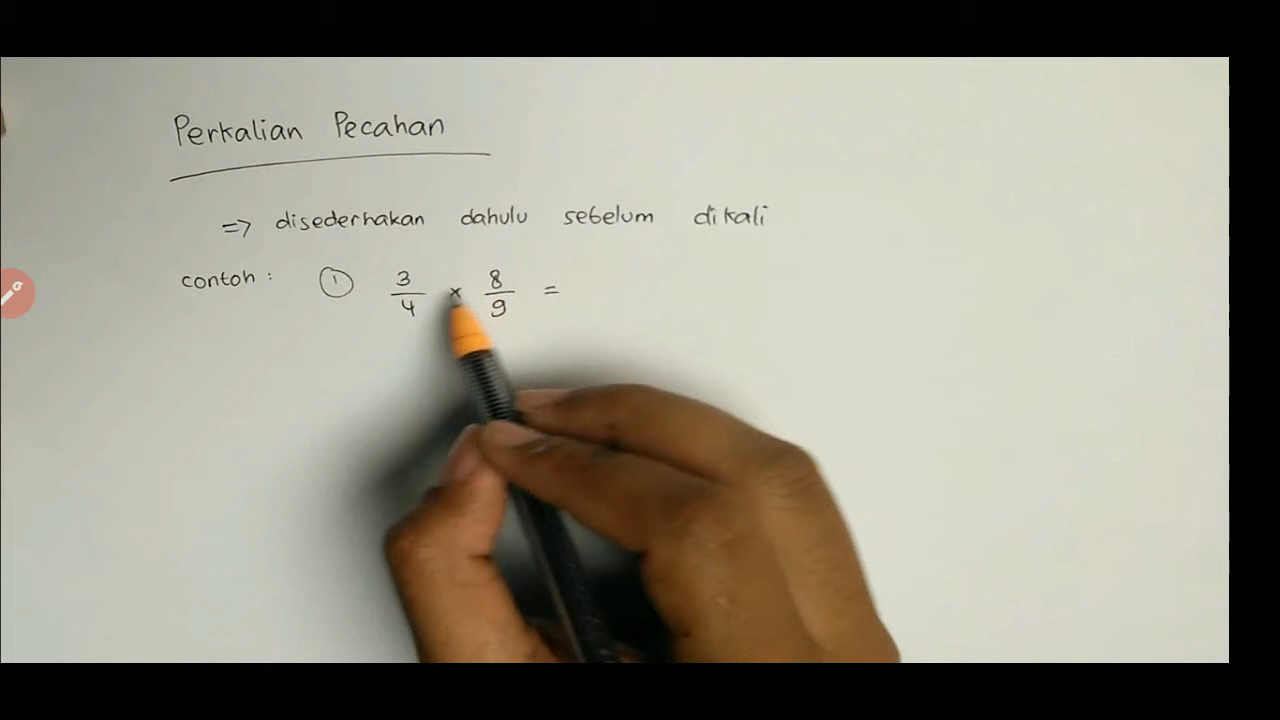 Perkalian Pecahan
=> disederhakan dahulu sebelum dikali
contoh : ① 3/4 × 8/9 =